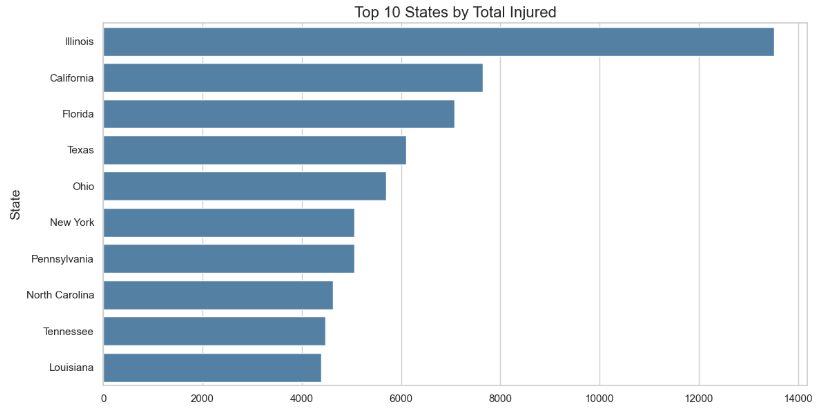 Top 10 States by Total Injured
State
Illinois
California
Florida
Texas
Ohio
New York
Pennsylvania
North Carolina
Tennessee
Louisiana
0 2000 4000 6000 8000 10000 12000 14000